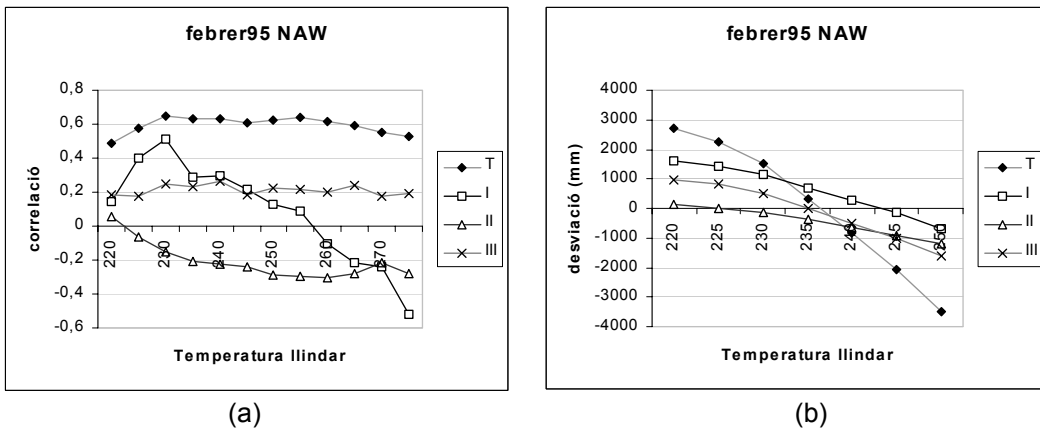 febrer95 NAW
0,8
0,6
0,4
0,2
0
-0,2
-0,4
-0,6
220
230
240
250
260
270
correlació
Temperatura llindar
T
I
II
III
(a)
febrer95 NAW
4000
3000
2000
1000
0
-1000
-2000
-3000
-4000
220
225
230
235
240
245
250
desviació (mm)
Temperatura llindar
T
I
II
III
(b)